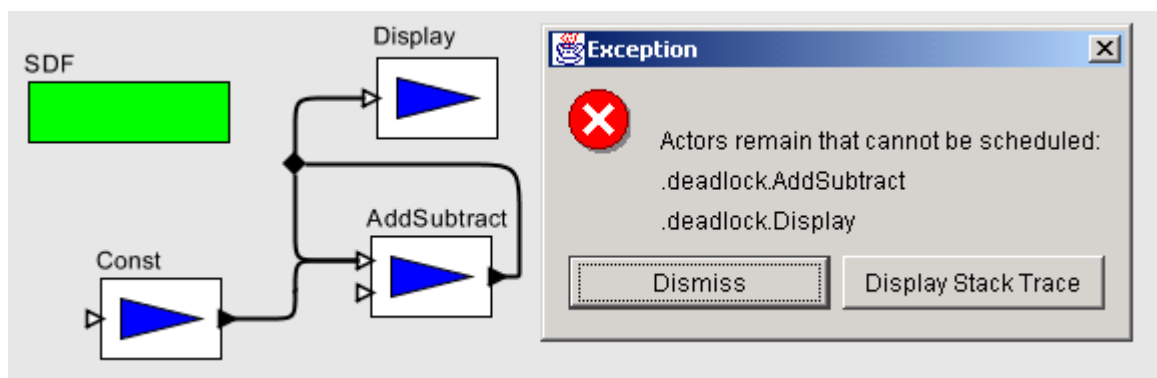 SDF
Display
AddSubtract
Const
Exception
Actors remain that cannot be scheduled:
.deadlock.AddSubtract
.deadlock.Display
Dismiss
Display Stack Trace